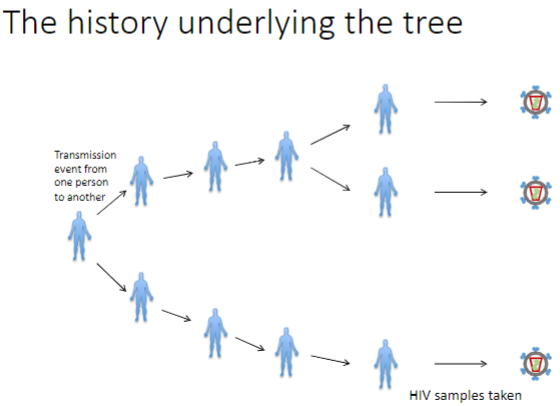 The history underlying the tree
Transmission
event from
one person
to another
HIV samples taken